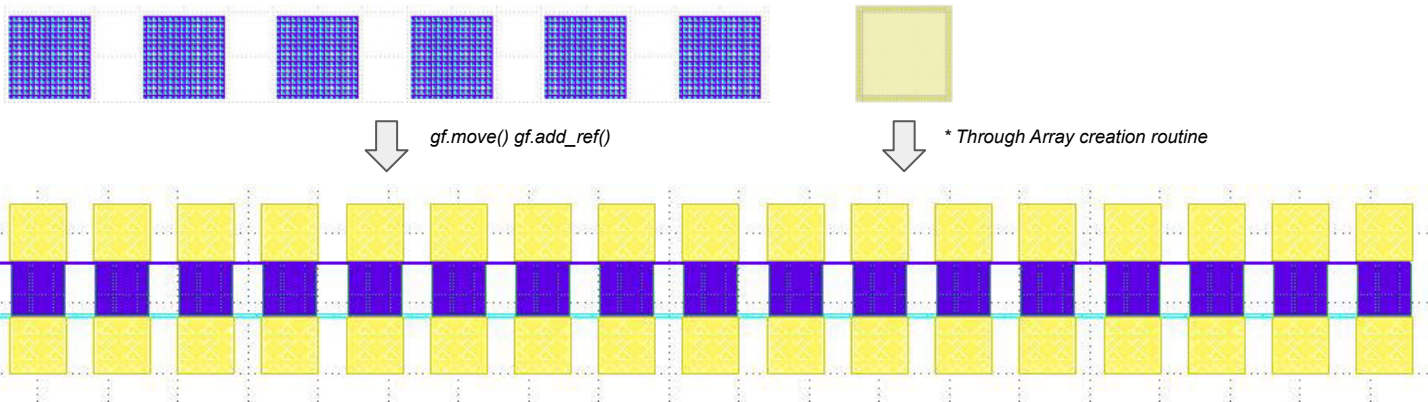 gf.move() gf.add_ref()
* Through Array creation routine